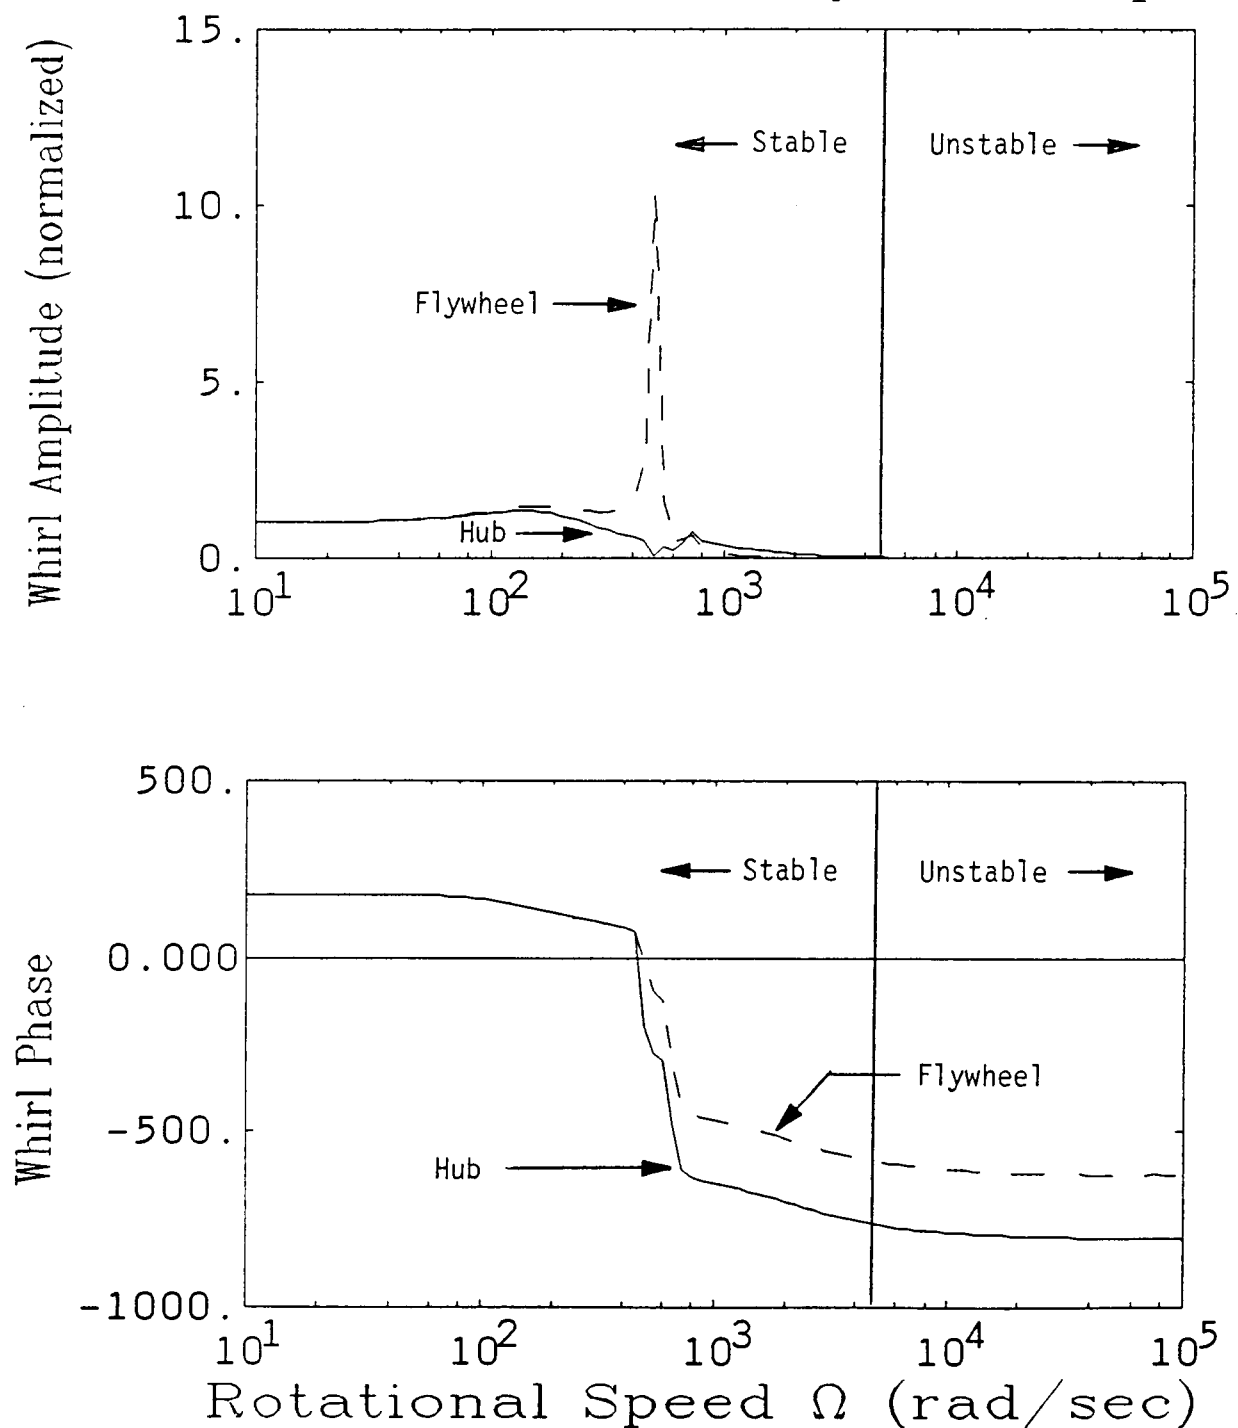 15.
10.
5.
0.
Whirl Amplitude (normalized)
Stable
Unstable
Flywheel
Hub
10^1
10^2
10^3
10^4
10^5
500.
0.000
-500.
-1000.
Whirl Phase
Stable
Unstable
Flywheel
Hub
10^1
10^2
10^3
10^4
10^5
Rotational Speed Ω (rad/sec)